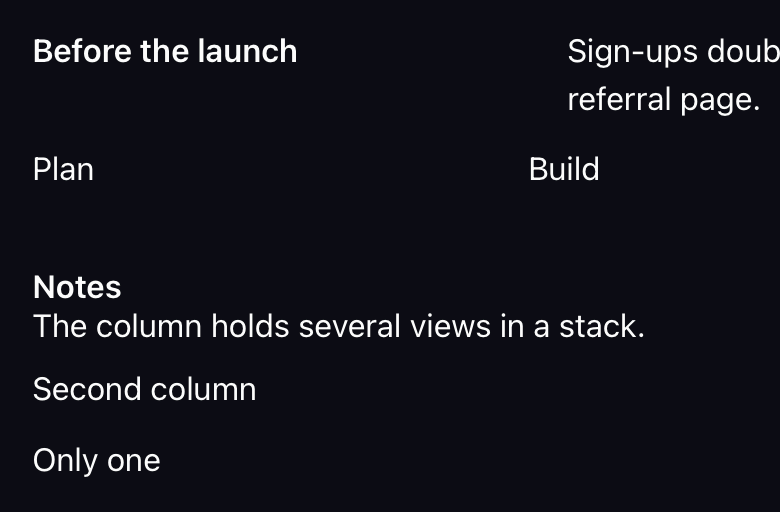 Before the launch
Sign-ups doub
referral page.
Plan
Build
Notes
The column holds several views in a stack.
Second column
Only one